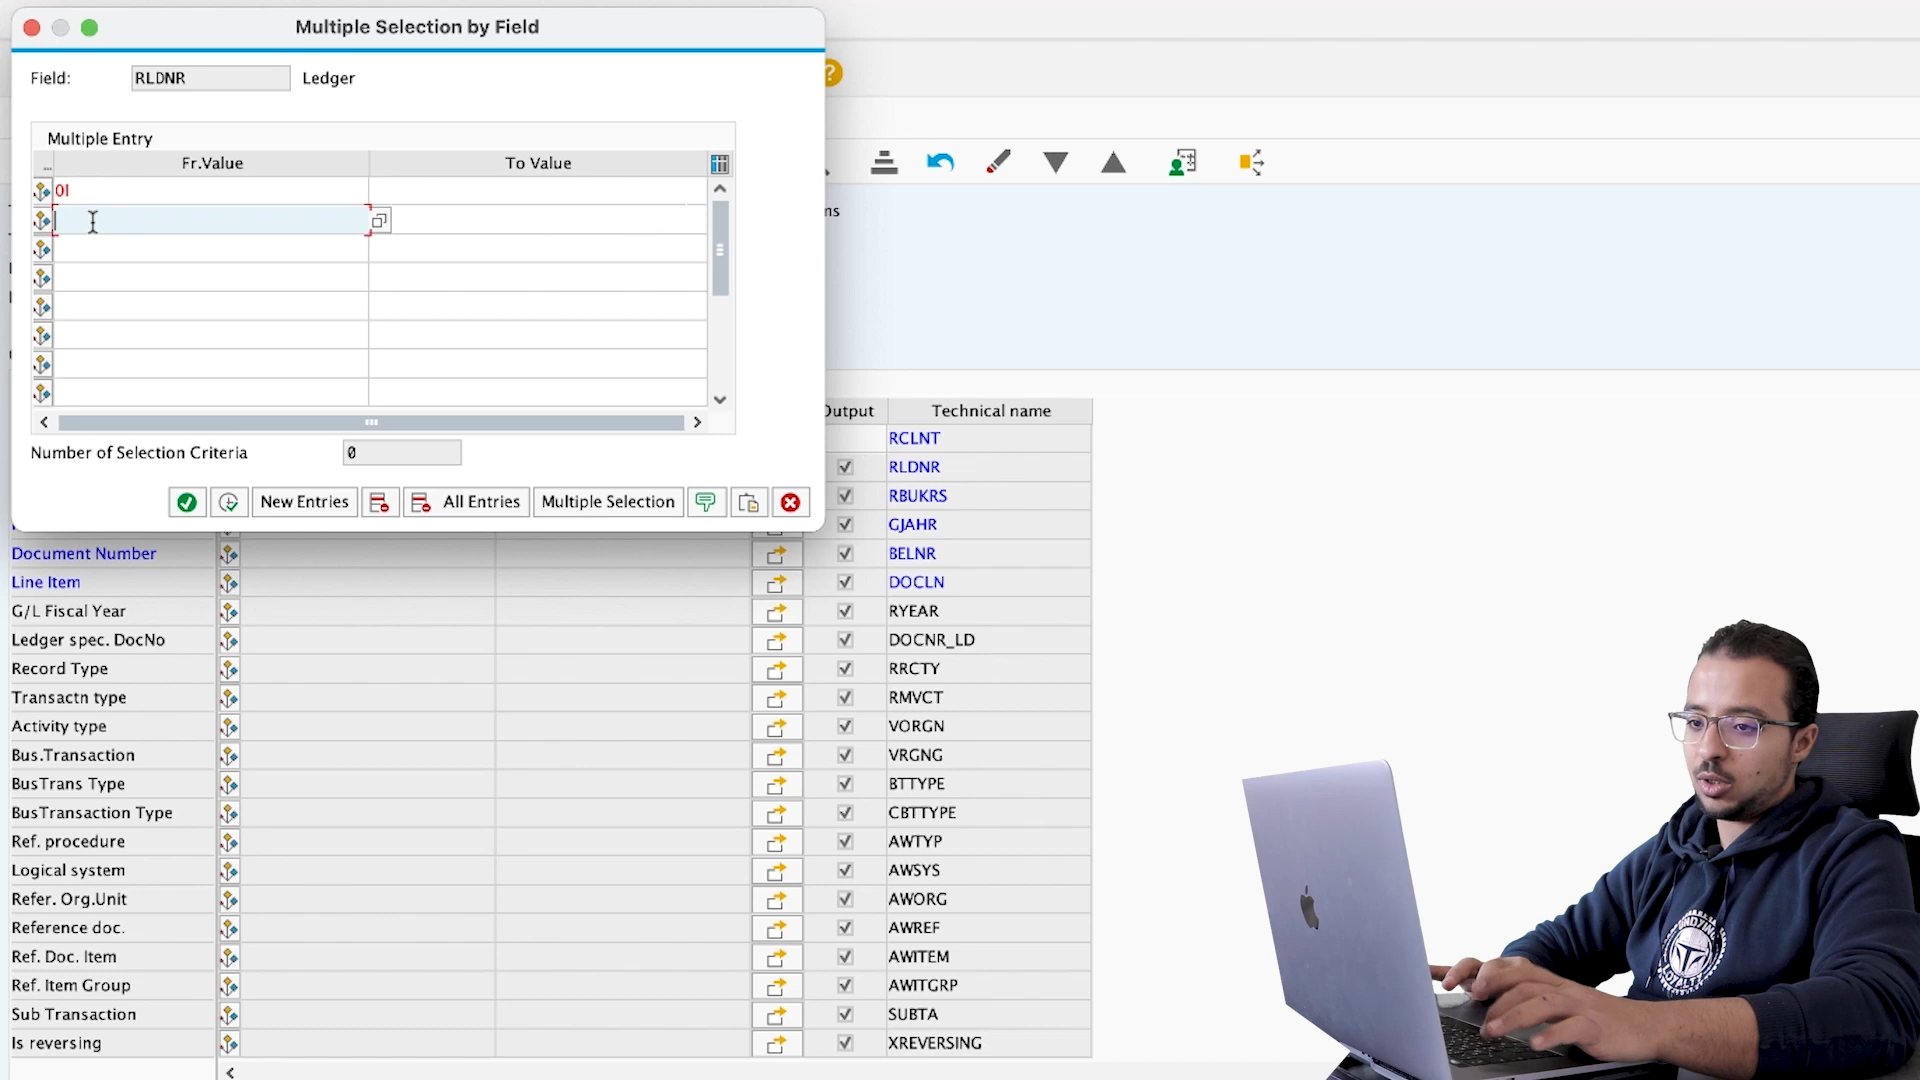 Multiple Selection by Field
Field: RLDNR Ledger
Multiple Entry
... Fr.Value To Value
0l
ns
Number of Selection Criteria 0
New Entries All Entries Multiple Selection
Output Technical name
RCLNT
RLDNR
RBUKRS
GJAHR
Document Number BELNR
Line Item DOCLN
G/L Fiscal Year RYEAR
Ledger spec. DocNo DOCNR_LD
Record Type RRCTY
Transactn type RMVCT
Activity type VORGN
Bus.Transaction VRGNG
BusTrans Type BTTYPE
BusTransaction Type CBTTYPE
Ref. procedure AWTYP
Logical system AWSYS
Refer. Org.Unit AWORG
Reference doc. AWREF
Ref. Doc. Item AWITEM
Ref. Item Group AWITGRP
Sub Transaction SUBTA
Is reversing XREVERSING
LOYALTY